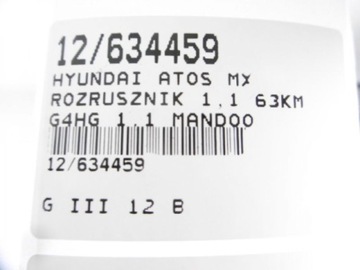 12/634459
HYUNDAI ATOS MX
ROZRUSZNIK 1,1 63KM
G4HG 1.1 MANDOO
12/634459
G III 12 B